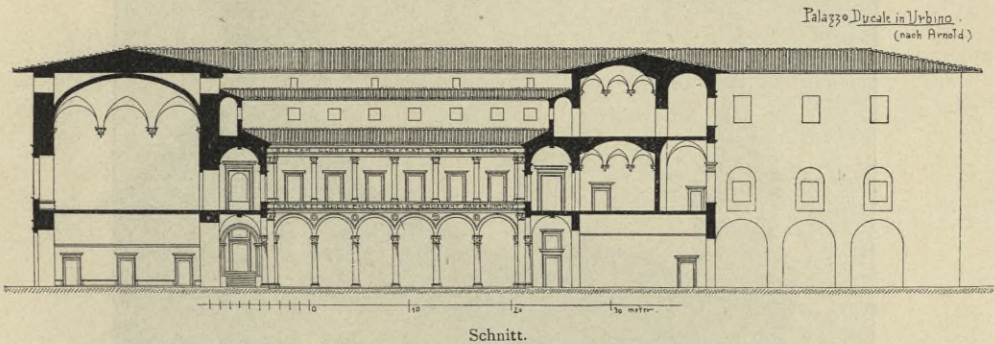 Palazzo Ducale in Urbino.
(nach Arnold.)
0
10
20
30 meter.
Schnitt.